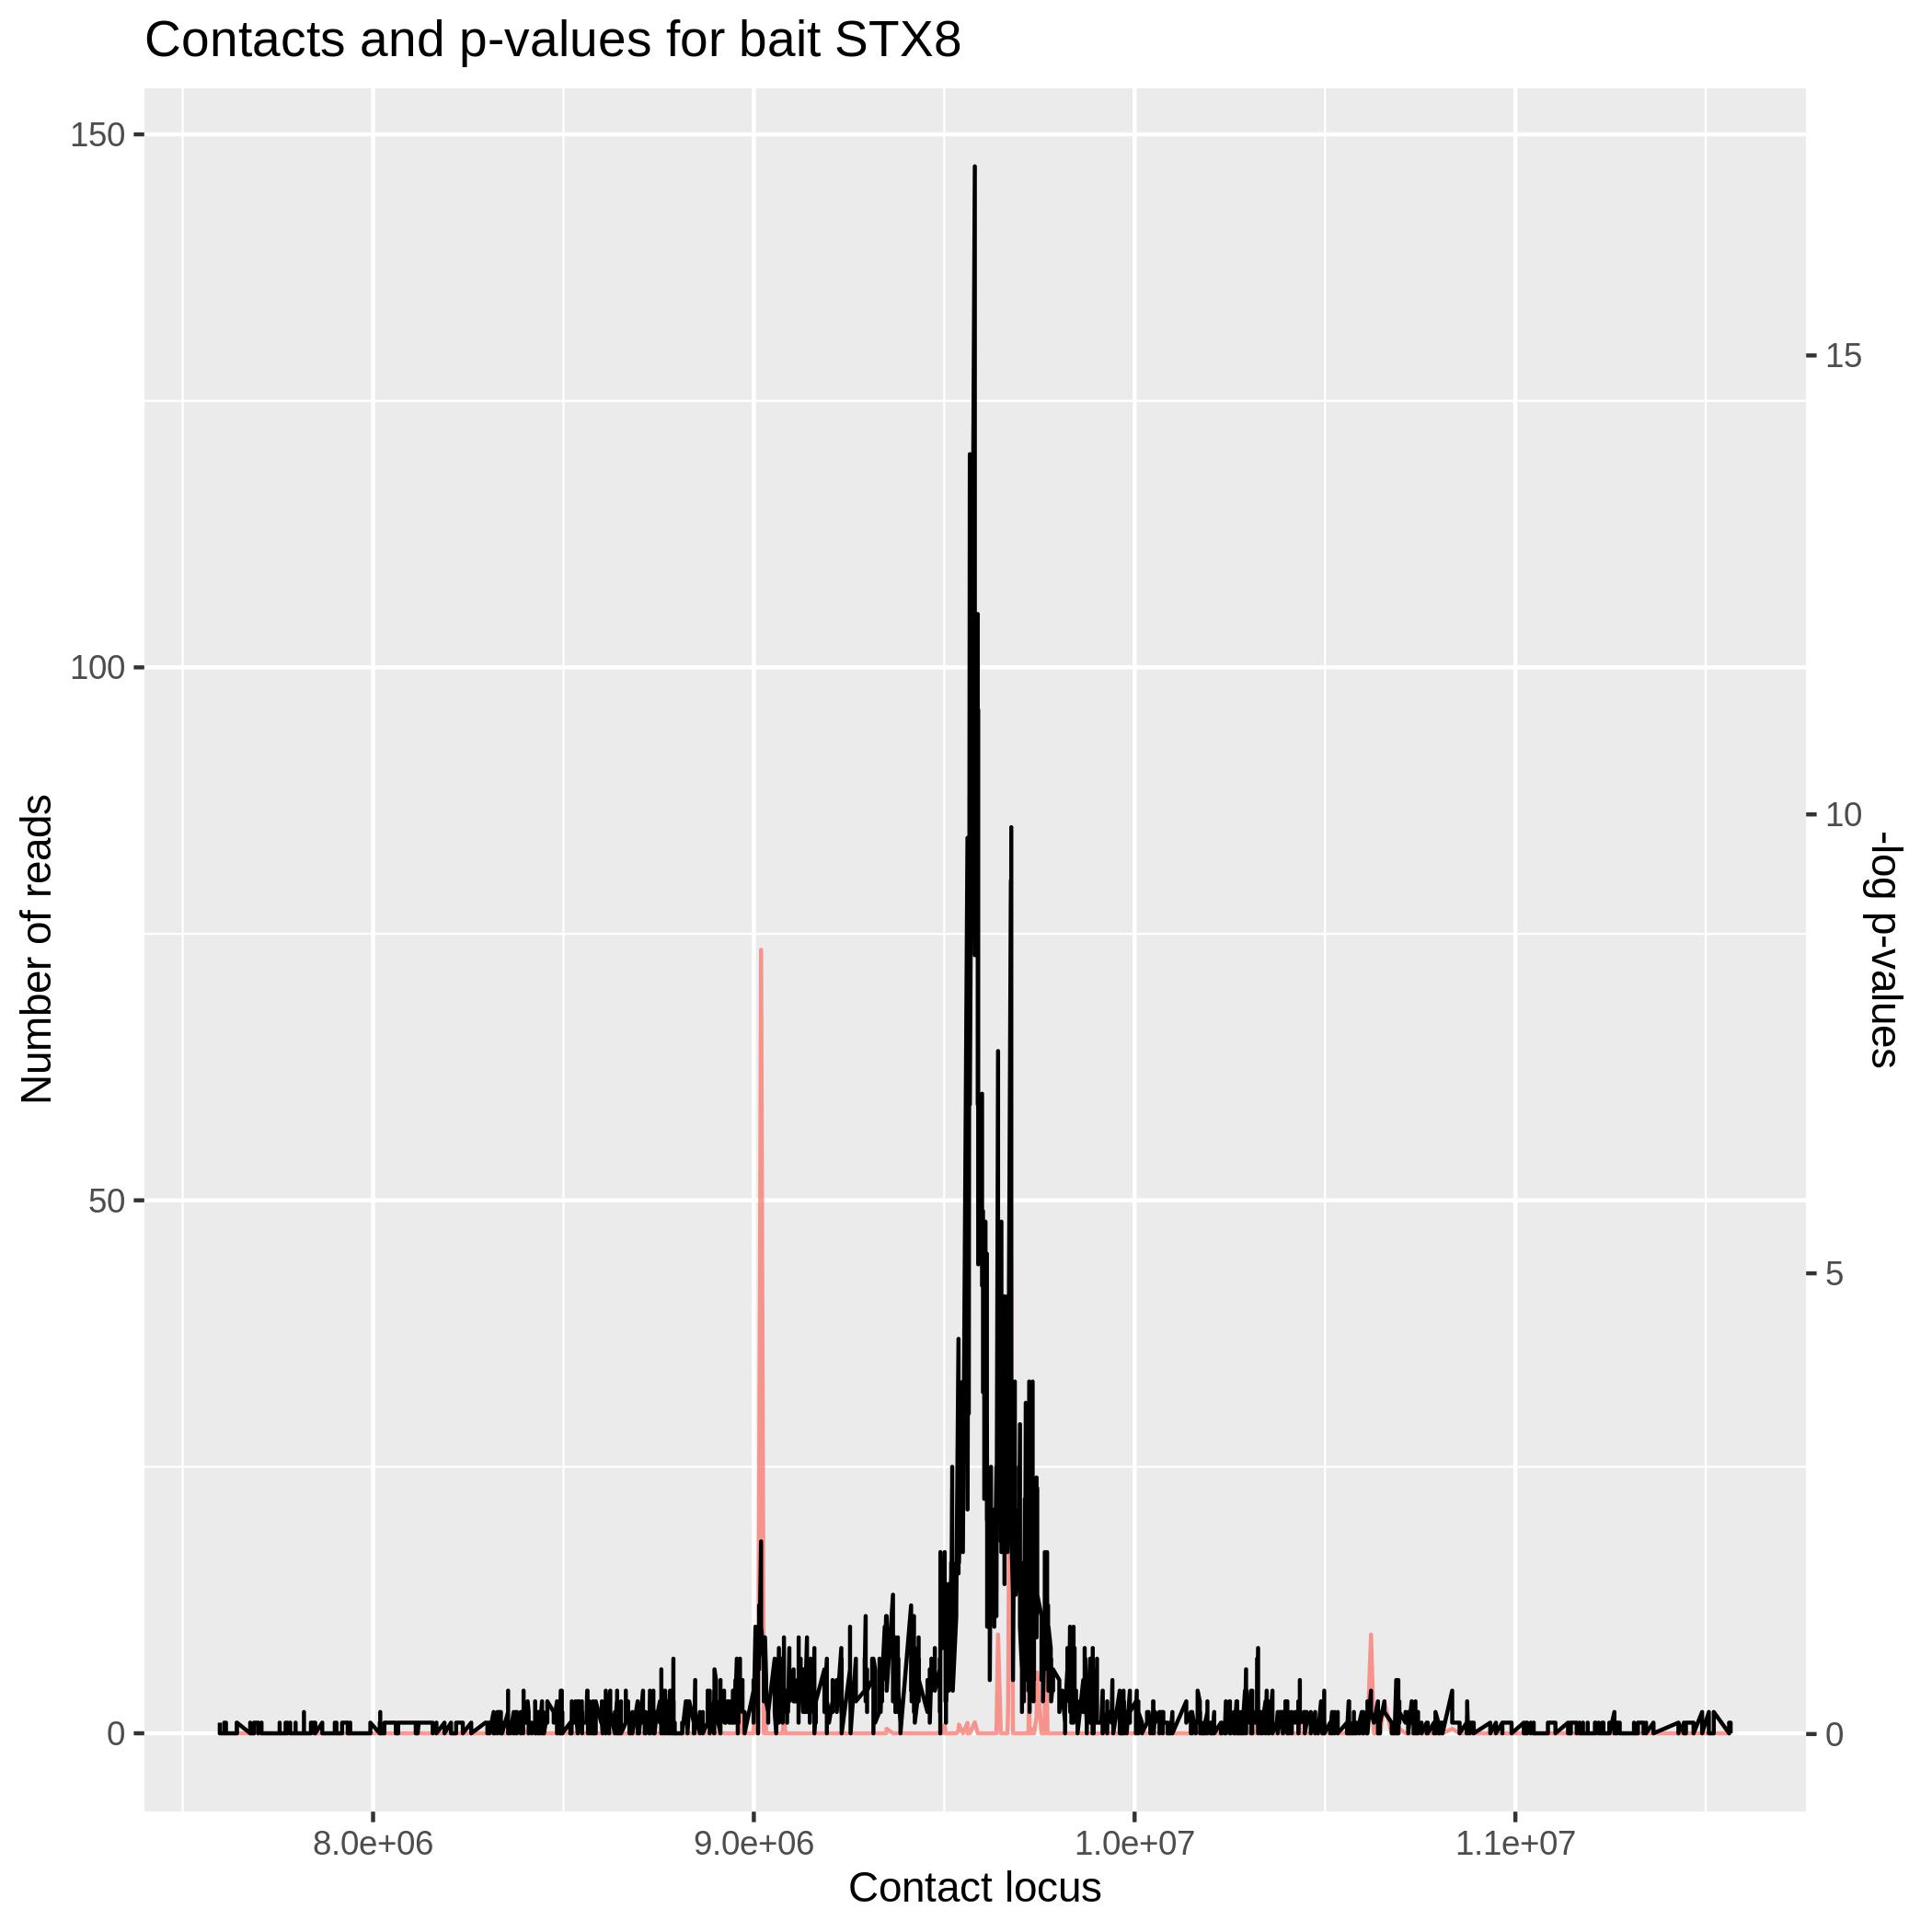 Contacts and p-values for bait STX8
150
100
50
0
Number of reads
15
10
5
0
-log p-values
8.0e+06
9.0e+06
1.0e+07
1.1e+07
Contact locus